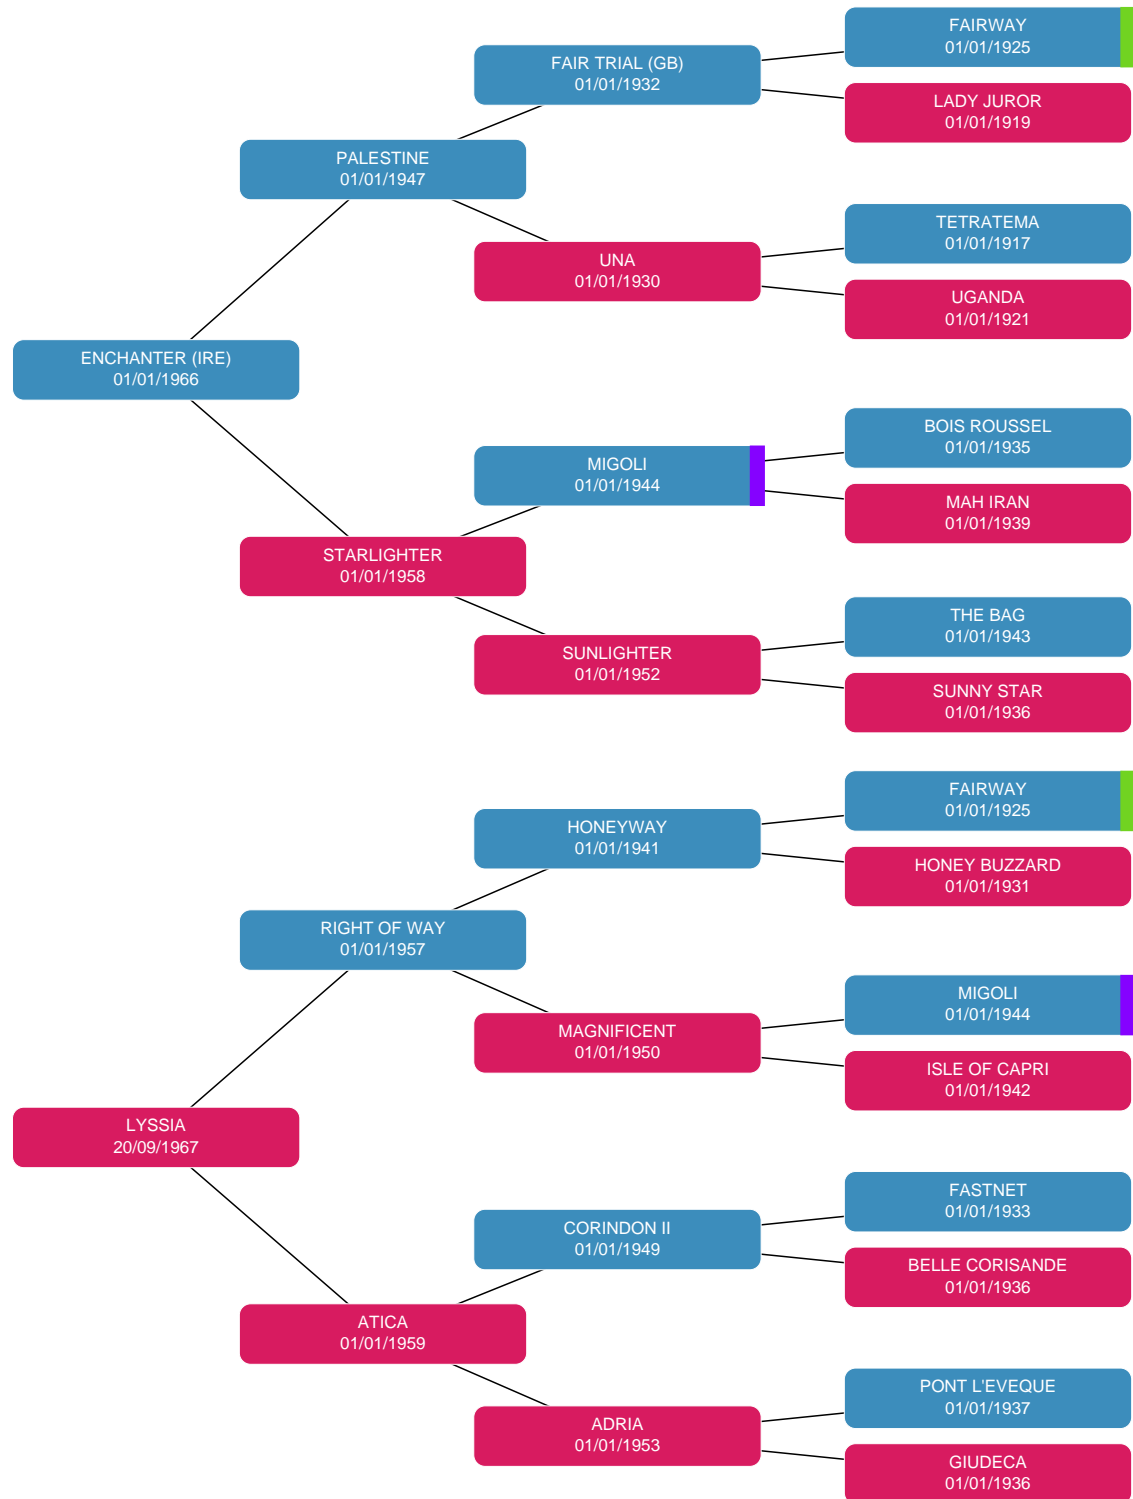 FAIRWAY
01/01/1925
FAIR TRIAL (GB)
01/01/1932
LADY JUROR
01/01/1919
PALESTINE
01/01/1947
TETRATEMA
01/01/1917
UNA
01/01/1930
UGANDA
01/01/1921
ENCHANTER (IRE)
01/01/1966
BOIS ROUSSEL
01/01/1935
MIGOLI
01/01/1944
MAH IRAN
01/01/1939
STARLIGHTER
01/01/1958
THE BAG
01/01/1943
SUNLIGHTER
01/01/1952
SUNNY STAR
01/01/1936
FAIRWAY
01/01/1925
HONEYWAY
01/01/1941
HONEY BUZZARD
01/01/1931
RIGHT OF WAY
01/01/1957
MIGOLI
01/01/1944
MAGNIFICENT
01/01/1950
ISLE OF CAPRI
01/01/1942
LYSSIA
20/09/1967
FASTNET
01/01/1933
CORINDON II
01/01/1949
BELLE CORISANDE
01/01/1936
ATICA
01/01/1959
PONT L'EVEQUE
01/01/1937
ADRIA
01/01/1953
GIUDECA
01/01/1936